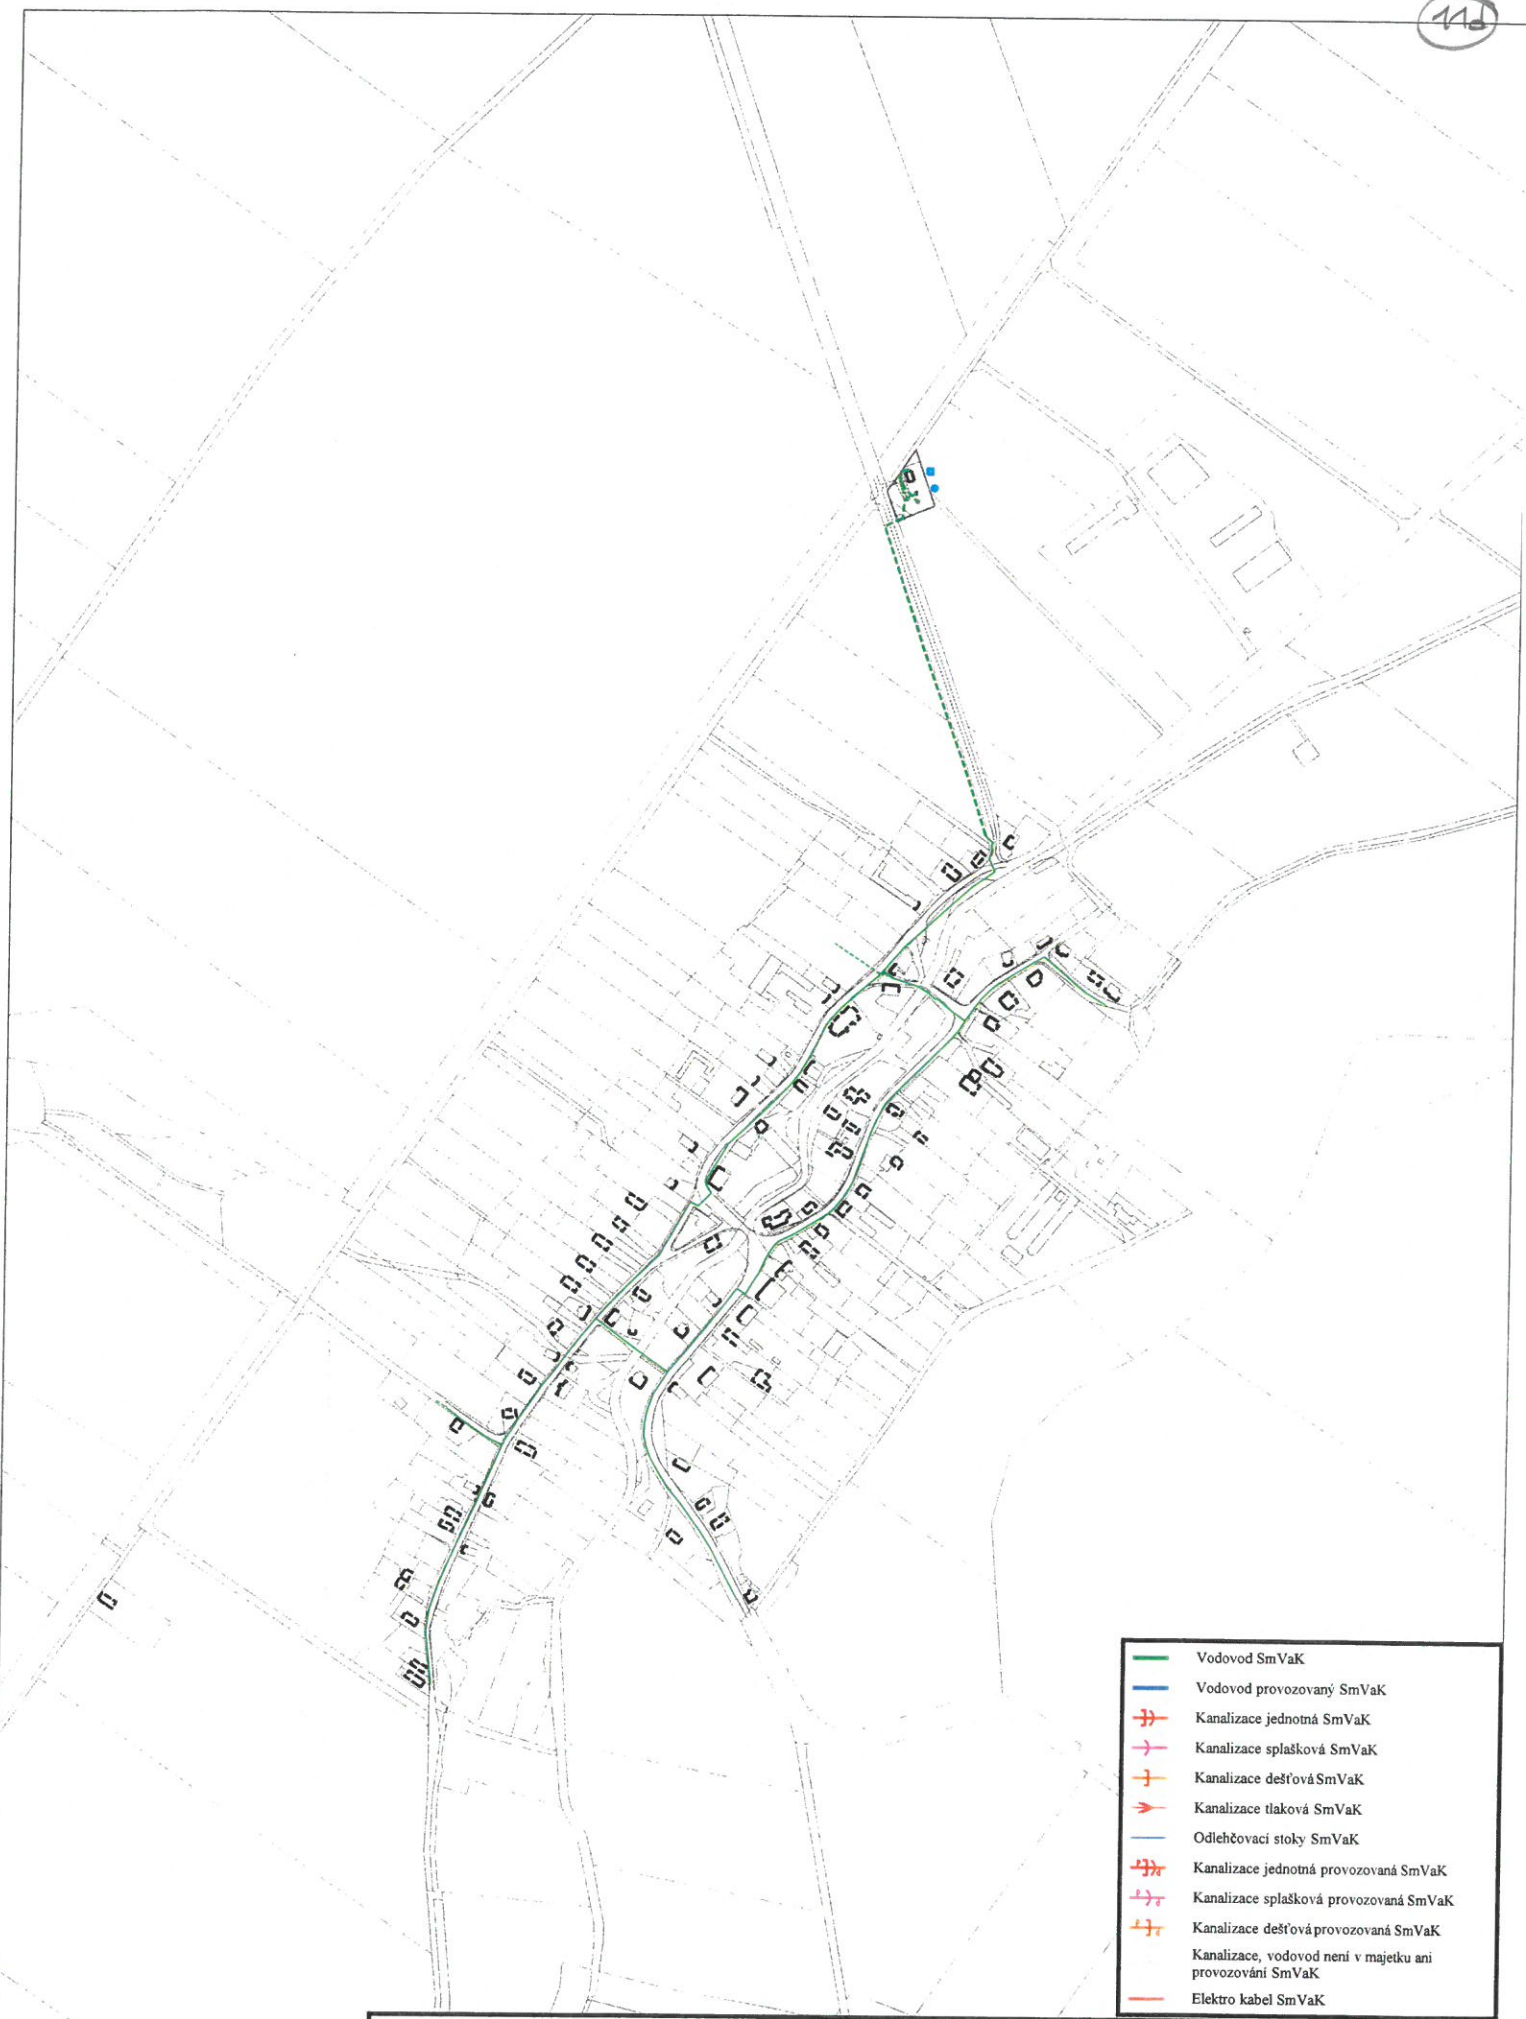 11d
Vodovod SmVaK
Vodovod provozovaný SmVaK
Kanalizace jednotná SmVaK
Kanalizace splašková SmVaK
Kanalizace dešťová SmVaK
Kanalizace tlaková SmVaK
Odlehčovací stoky SmVaK
Kanalizace jednotná provozovaná SmVaK
Kanalizace splašková provozovaná SmVaK
Kanalizace dešťová provozovaná SmVaK
Kanalizace, vodovod není v majetku ani
provozování SmVaK
Elektro kabel SmVaK